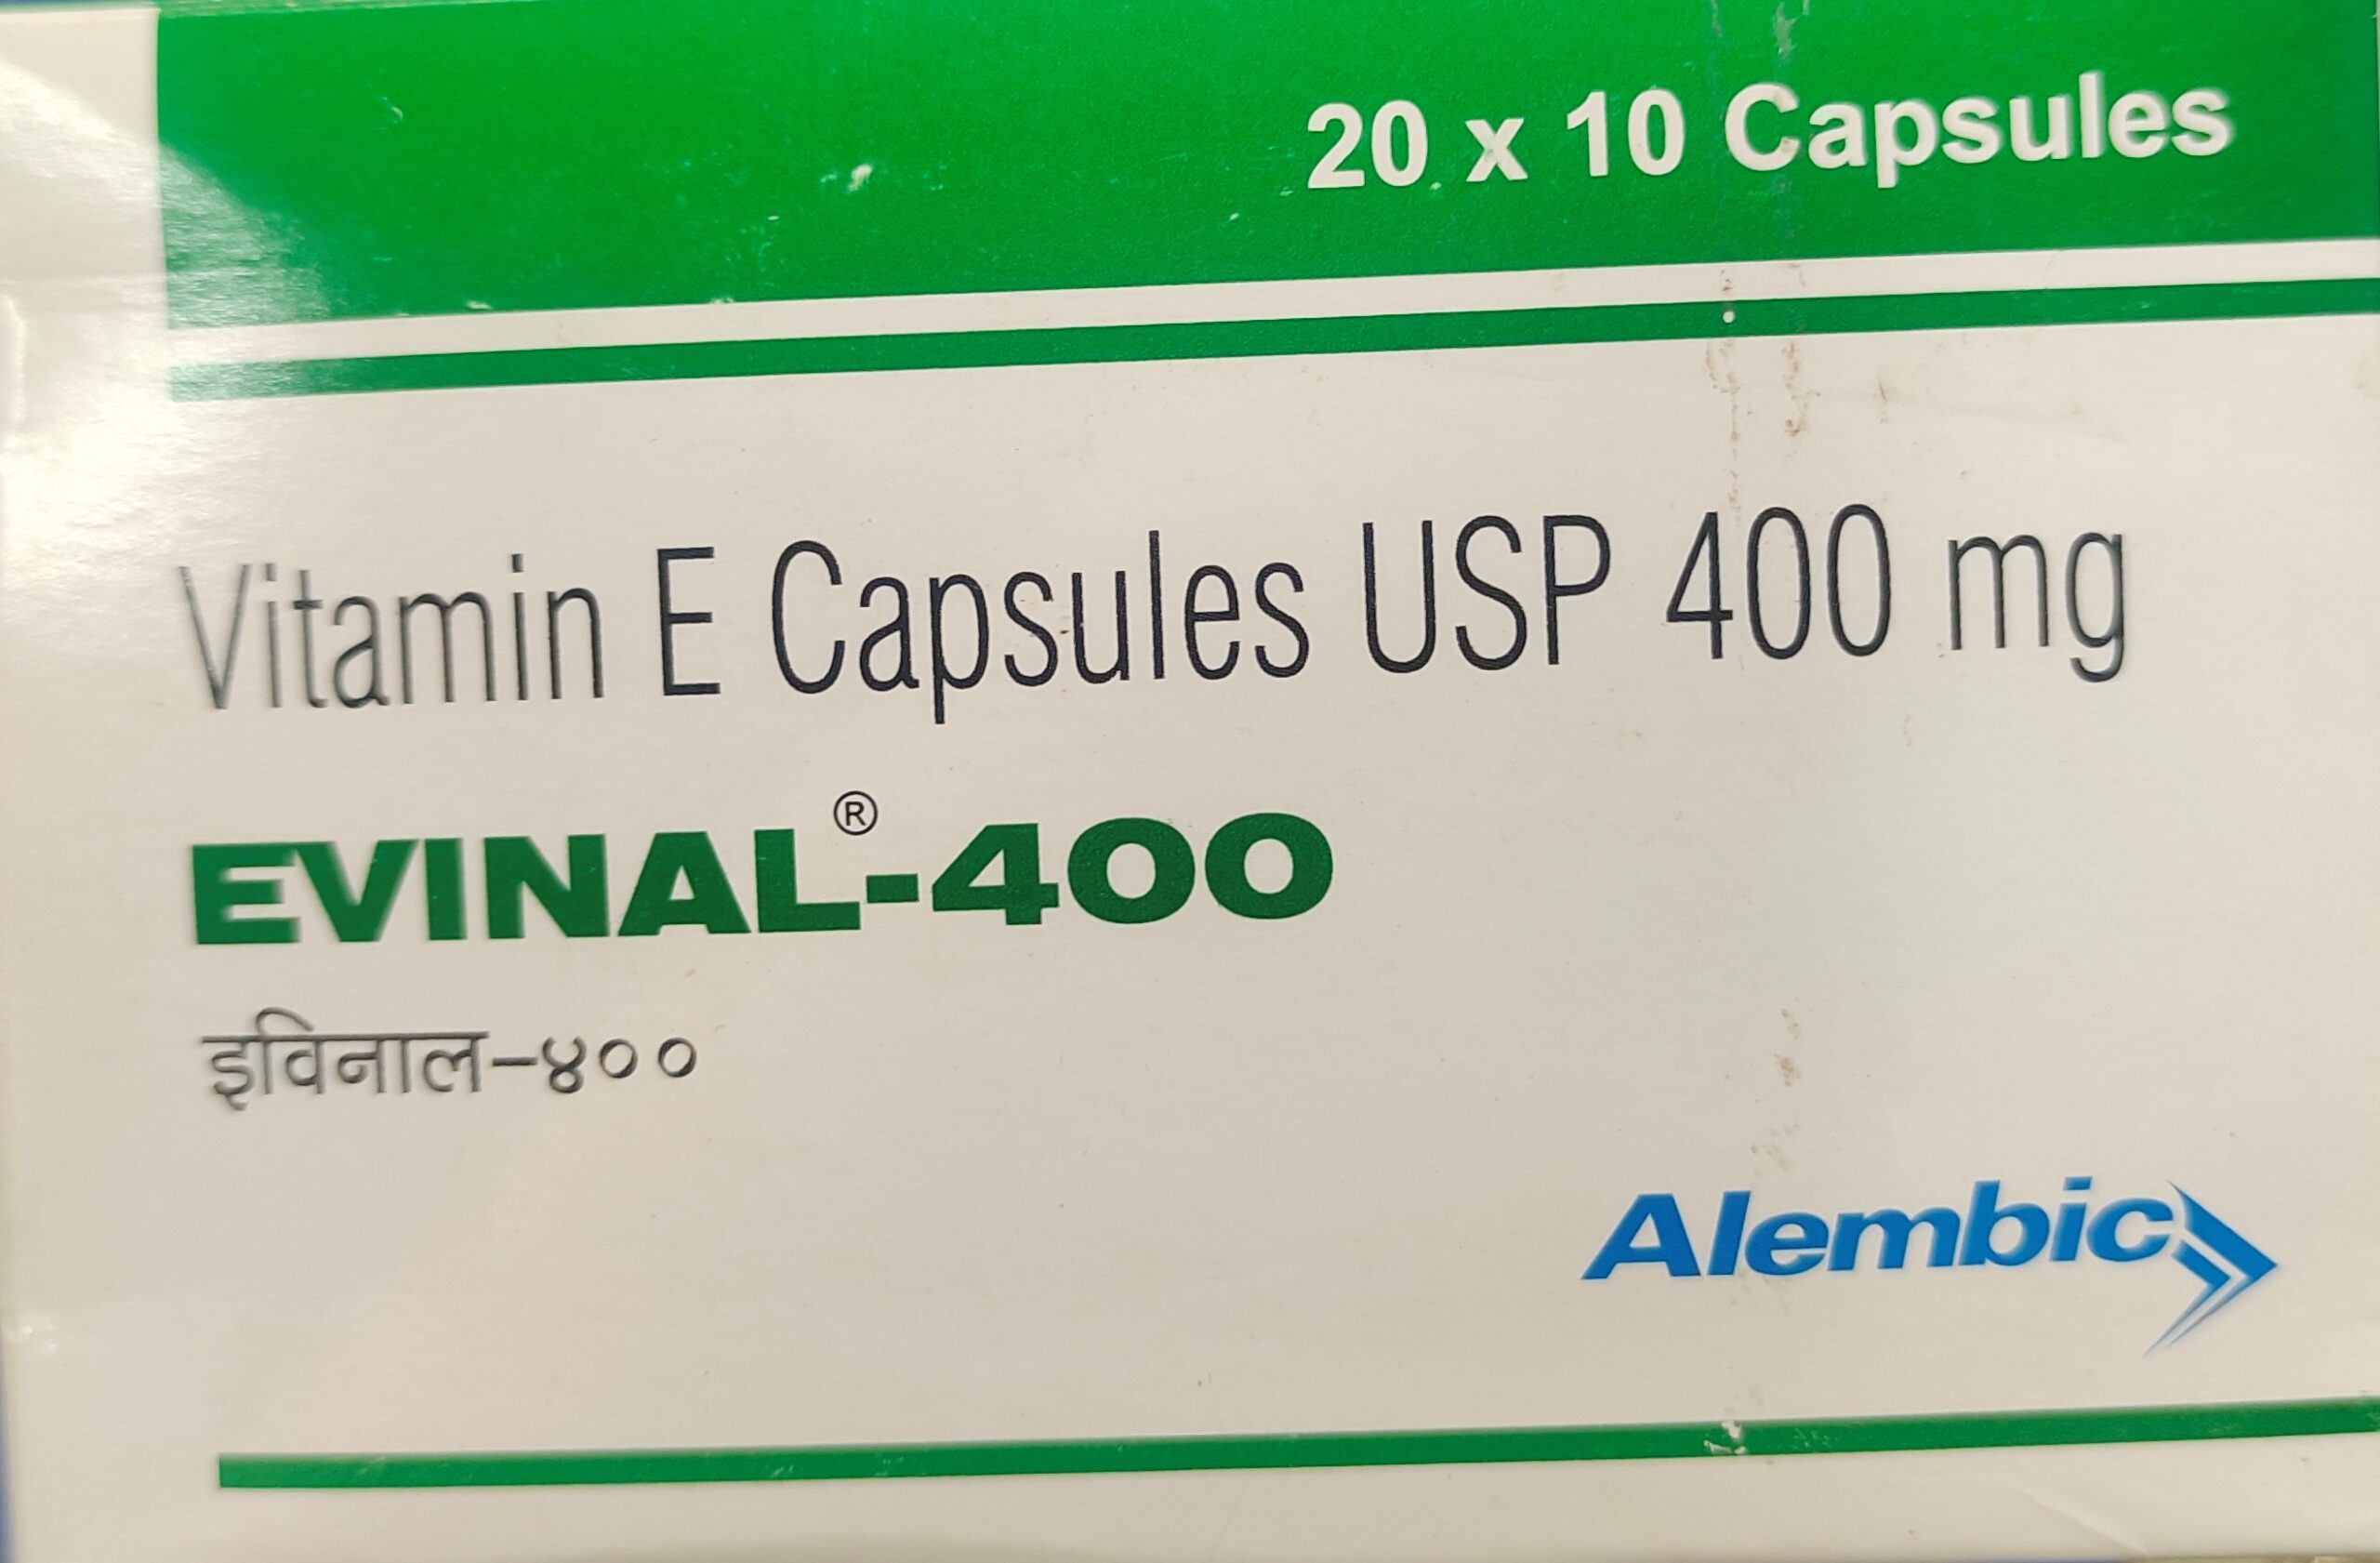 20 x 10 Capsules
Vitamin E Capsules USP 400 mg
EVINAL®-400
इविनाल-४००
Alembic